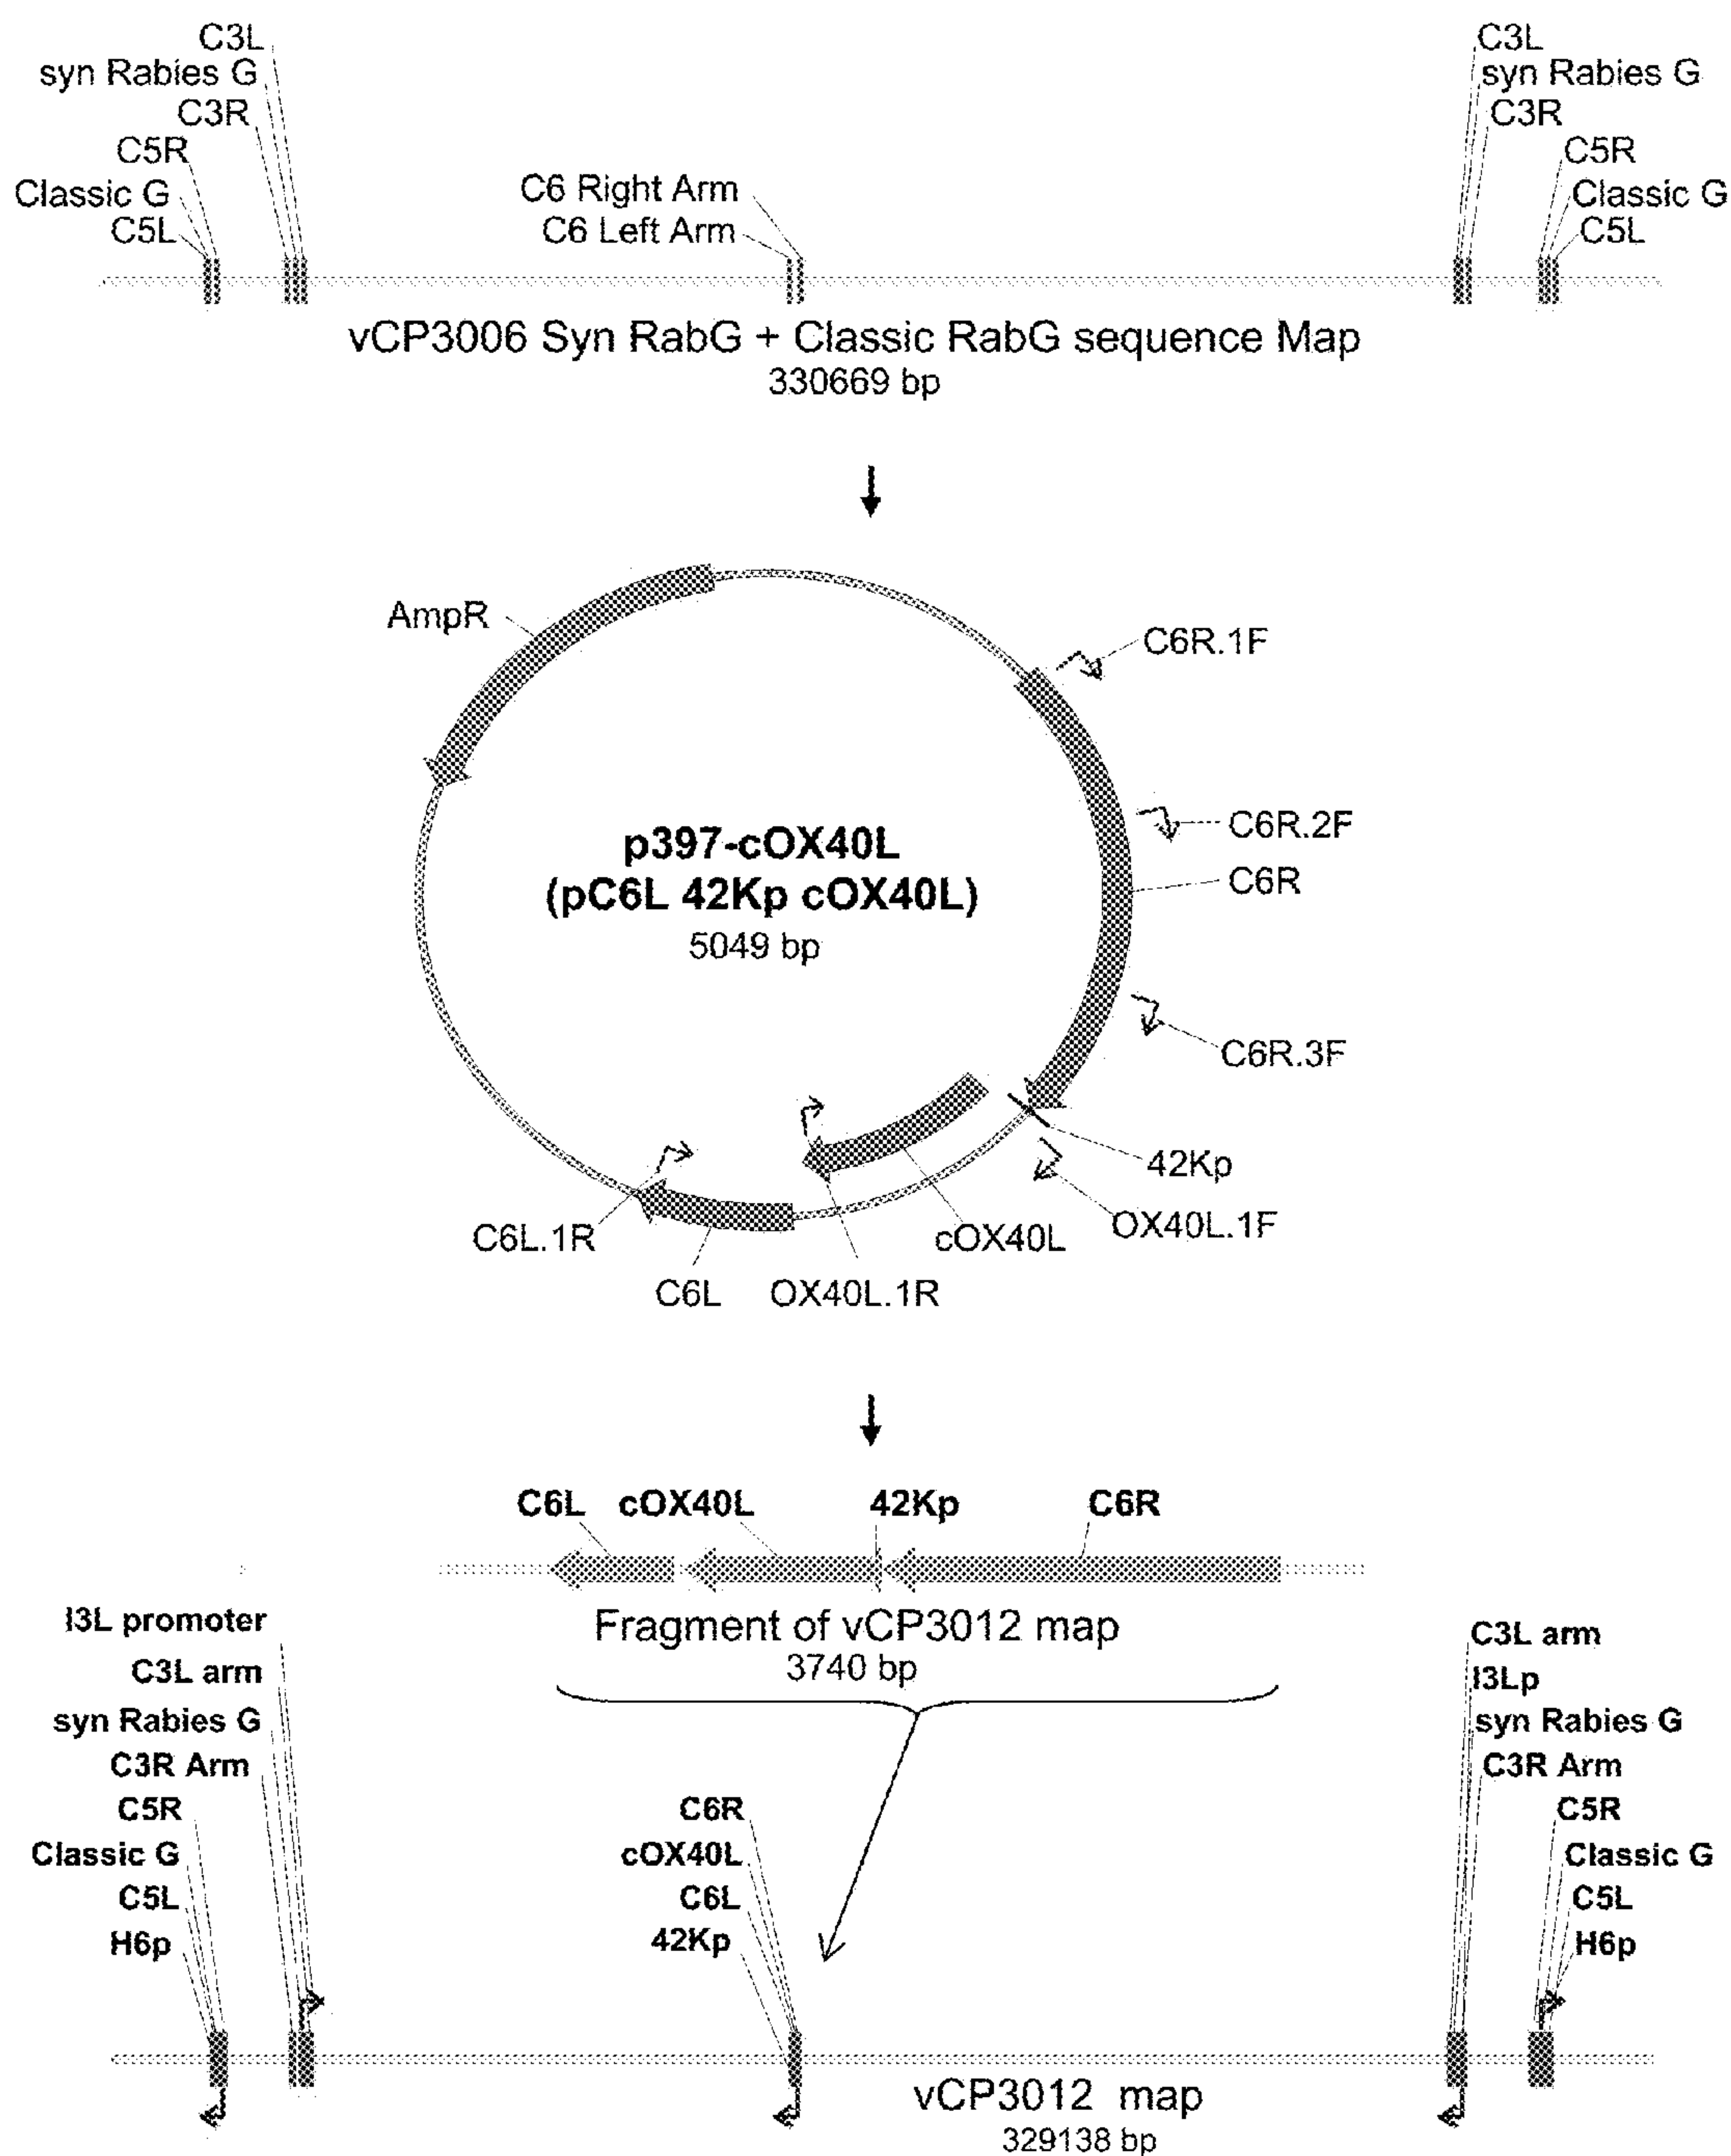 C3L
syn Rabies G
C3R
C5R
Classic G
C5L
C6 Right Arm
C6 Left Arm
C3L
syn Rabies G
C3R
C5R
Classic G
C5L
vCP3006 Syn RabG + Classic RabG sequence Map
330669 bp
AmpR
C6R.1F
C6R.2F
C6R
C6R.3F
p397-cOX40L
(pC6L 42Kp cOX40L)
5049 bp
42Kp
OX40L.1F
cOX40L
OX40L.1R
C6L
C6L.1R
C6L
cOX40L
42Kp
C6R
Fragment of vCP3012 map
3740 bp
I3L promoter
C3L arm
syn Rabies G
C3R Arm
C5R
Classic G
C5L
H6p
C6R
cOX40L
C6L
42Kp
C3L arm
I3Lp
syn Rabies G
C3R Arm
C5R
Classic G
C5L
H6p
vCP3012 map
329138 bp